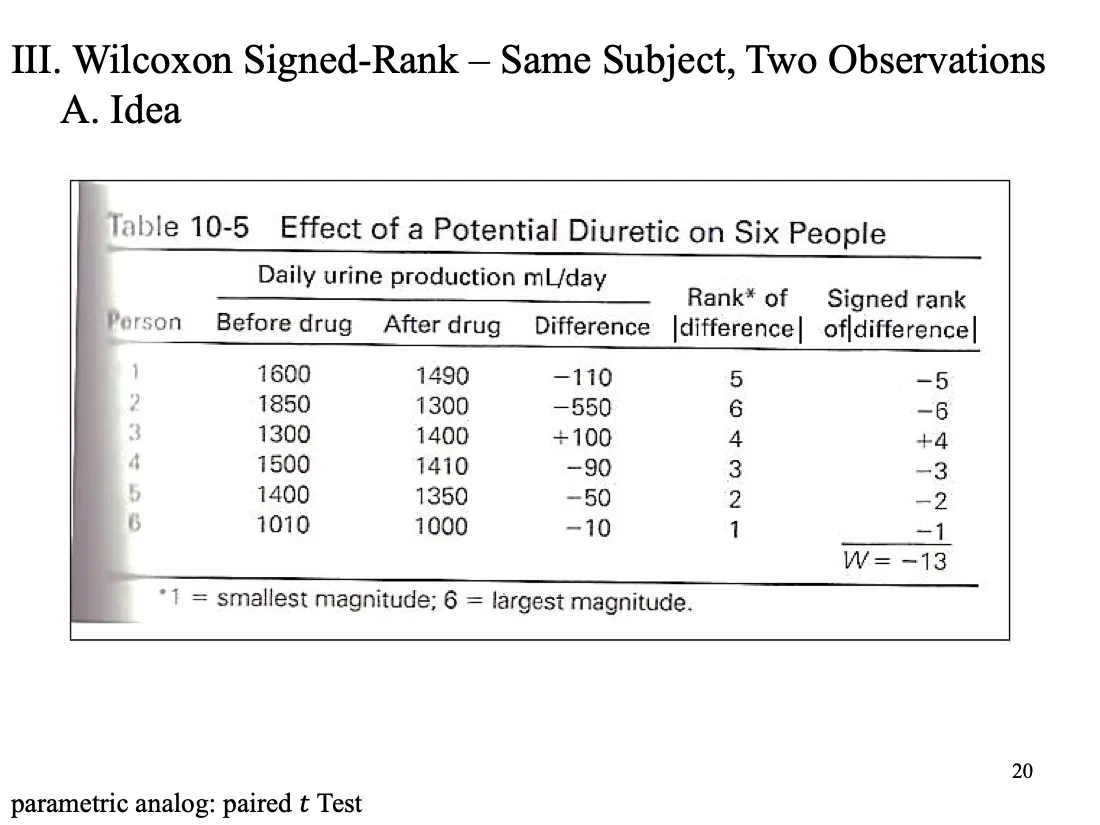 III. Wilcoxon Signed-Rank – Same Subject, Two Observations
A. Idea
Table 10-5 Effect of a Potential Diuretic on Six People
Daily urine production mL/day
Rank* of Signed rank
Person Before drug After drug Difference |difference| of|difference|
1 1600 1490 −110 5 −5
2 1850 1300 −550 6 −6
3 1300 1400 +100 4 +4
4 1500 1410 −90 3 −3
5 1400 1350 −50 2 −2
6 1010 1000 −10 1 −1
W = −13
*1 = smallest magnitude; 6 = largest magnitude.
20
parametric analog: paired t Test